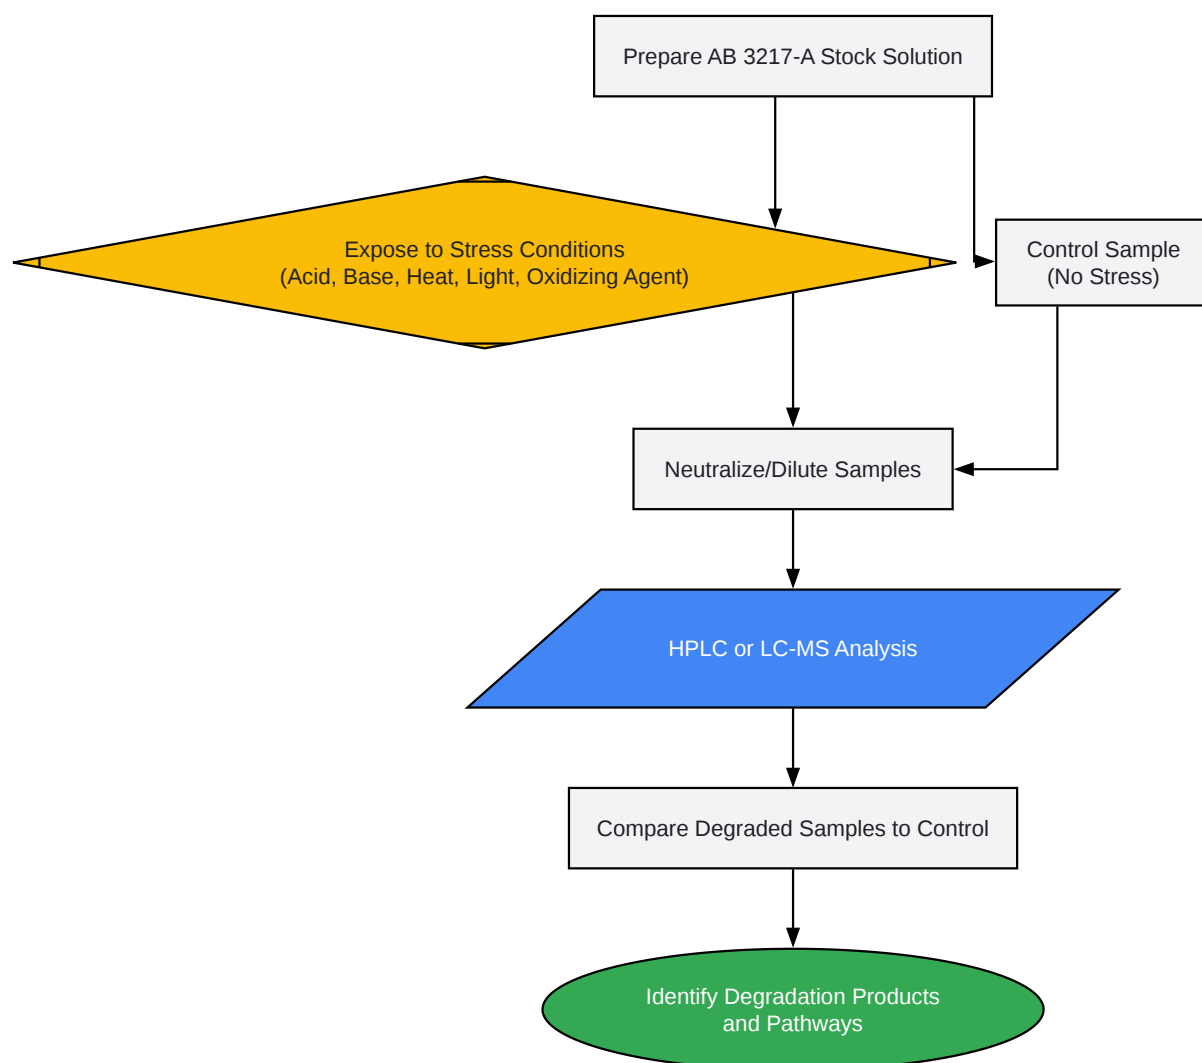 Prepare AB 3217-A Stock Solution
Expose to Stress Conditions
(Acid, Base, Heat, Light, Oxidizing Agent)
Control Sample
(No Stress)
Neutralize/Dilute Samples
HPLC or LC-MS Analysis
Compare Degraded Samples to Control
Identify Degradation Products
and Pathways